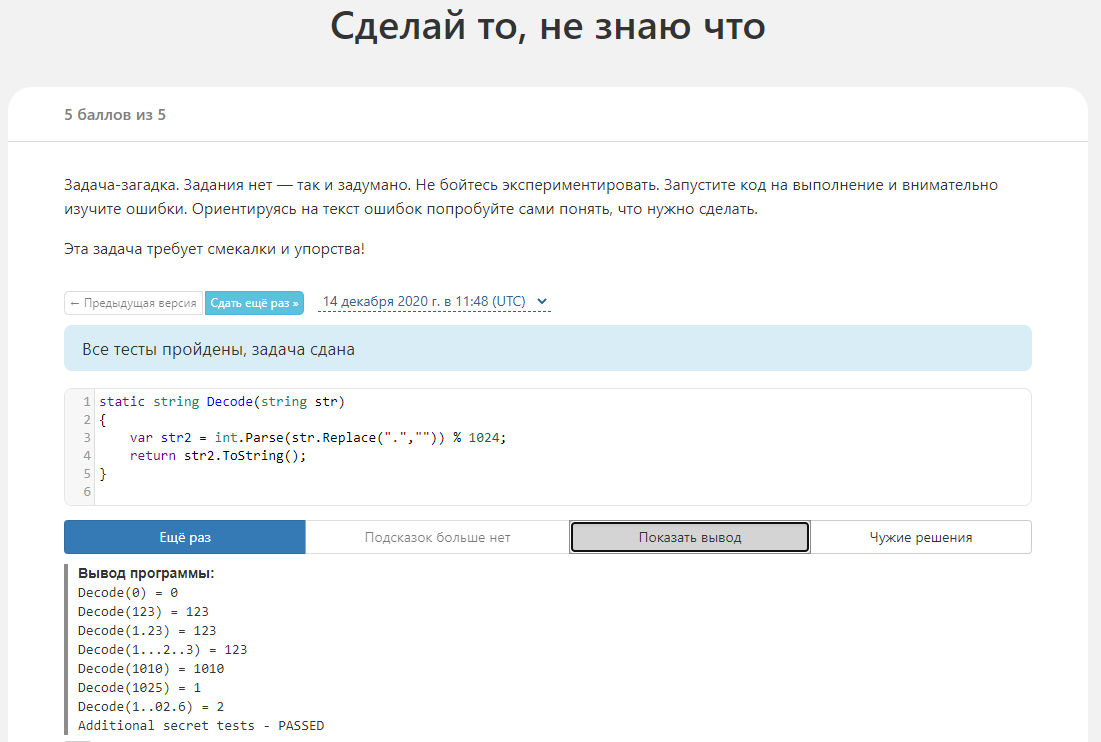 Сделай то, не знаю что
5 баллов из 5
Задача-загадка. Задания нет — так и задумано. Не бойтесь экспериментировать. Запустите код на выполнение и внимательно
изучите ошибки. Ориентируясь на текст ошибок попробуйте сами понять, что нужно сделать.
Эта задача требует смекалки и упорства!
← Предыдущая версия Сдать ещё раз » 14 декабря 2020 г. в 11:48 (UTC)
Все тесты пройдены, задача сдана
1 static string Decode(string str)
2 {
3     var str2 = int.Parse(str.Replace(".","")) % 1024;
4     return str2.ToString();
5 }
6
Ещё раз Подсказок больше нет Показать вывод Чужие решения
Вывод программы:
Decode(0) = 0
Decode(123) = 123
Decode(1.23) = 123
Decode(1...2..3) = 123
Decode(1010) = 1010
Decode(1025) = 1
Decode(1..02.6) = 2
Additional secret tests - PASSED